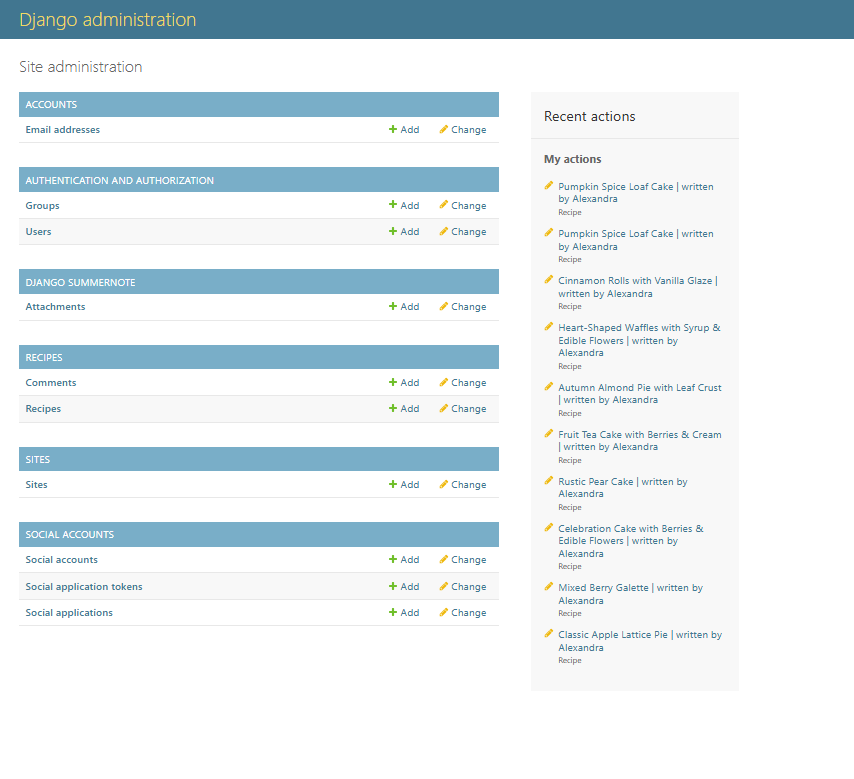 Django administration
Site administration
ACCOUNTS
Email addresses Add Change
AUTHENTICATION AND AUTHORIZATION
Groups Add Change
Users Add Change
DJANGO SUMMERNOTE
Attachments Add Change
RECIPES
Comments Add Change
Recipes Add Change
SITES
Sites Add Change
SOCIAL ACCOUNTS
Social accounts Add Change
Social application tokens Add Change
Social applications Add Change
Recent actions
My actions
Pumpkin Spice Loaf Cake | written
by Alexandra
Recipe
Pumpkin Spice Loaf Cake | written
by Alexandra
Recipe
Cinnamon Rolls with Vanilla Glaze |
written by Alexandra
Recipe
Heart-Shaped Waffles with Syrup &
Edible Flowers | written by
Alexandra
Recipe
Autumn Almond Pie with Leaf Crust
| written by Alexandra
Recipe
Fruit Tea Cake with Berries & Cream
| written by Alexandra
Recipe
Rustic Pear Cake | written by
Alexandra
Recipe
Celebration Cake with Berries &
Edible Flowers | written by
Alexandra
Recipe
Mixed Berry Galette | written by
Alexandra
Recipe
Classic Apple Lattice Pie | written by
Alexandra
Recipe